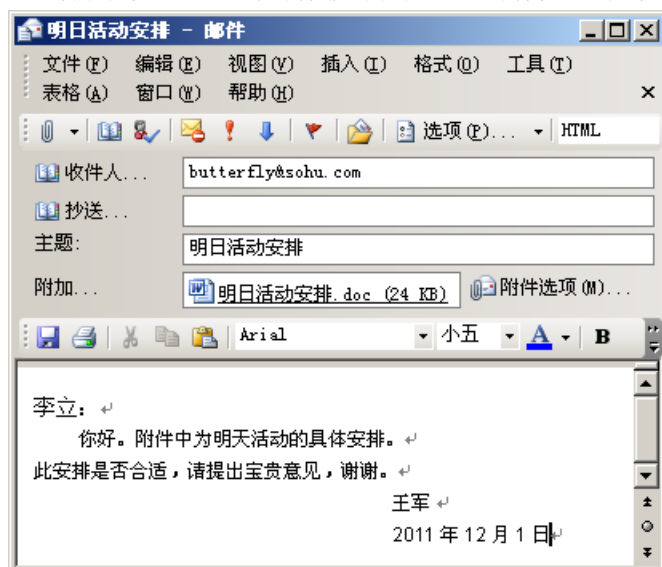 明日活动安排 - 邮件
文件(F) 编辑(E) 视图(V) 插入(I) 格式(O) 工具(T)
表格(A) 窗口(W) 帮助(H)
选项(P)... HTML
收件人... butterfly&sohu.com
抄送...
主题: 明日活动安排
附加... 明日活动安排.doc (24 KB) 附件选项(M)...
Arial 小五 A B
李立：
你好。附件中为明天活动的具体安排。
此安排是否合适，请提出宝贵意见，谢谢。
王军
2011年12月1日